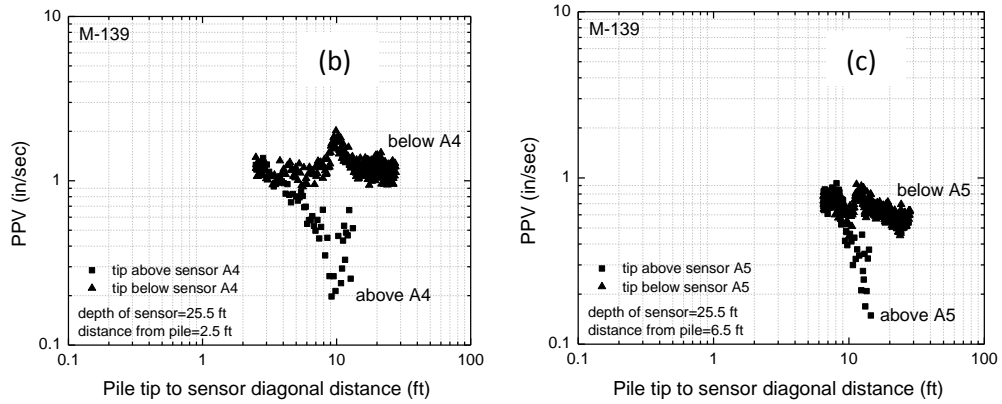 10
M-139
(b)
below A4
PPV (in/sec)
1
tip above sensor A4
tip below sensor A4
above A4
depth of sensor=25.5 ft
distance from pile=2.5 ft
0.1
0.1 1 10 100
Pile tip to sensor diagonal distance (ft)
10
M-139
(c)
PPV (in/sec)
1
below A5
tip above sensor A5
tip below sensor A5
depth of sensor=25.5 ft
above A5
distance from pile=6.5 ft
0.1
0.1 1 10 100
Pile tip to sensor diagonal distance (ft)